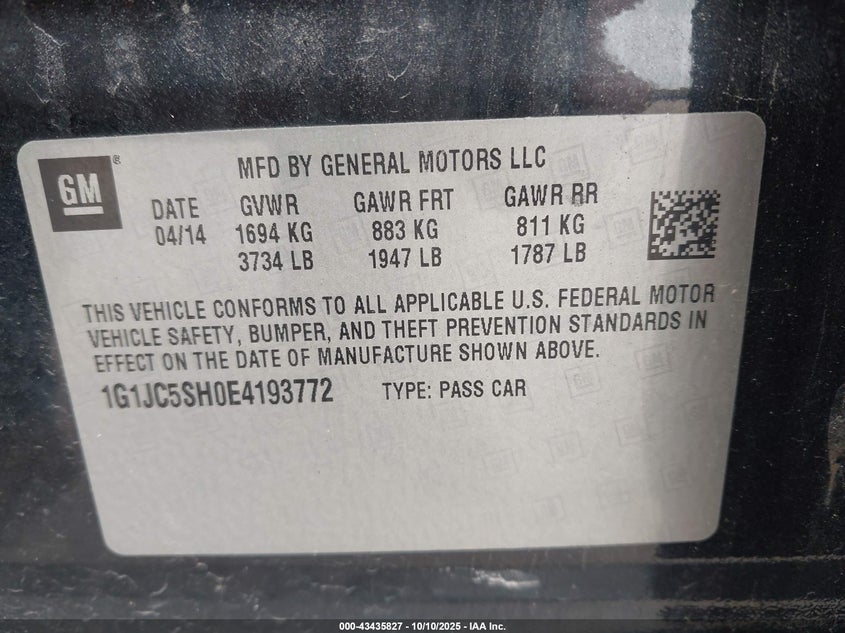 GM®
MFD BY GENERAL MOTORS LLC
DATE GVWR GAWR FRT GAWR RR
04/14 1694 KG 883 KG 811 KG
3734 LB 1947 LB 1787 LB
THIS VEHICLE CONFORMS TO ALL APPLICABLE U.S. FEDERAL MOTOR
VEHICLE SAFETY, BUMPER, AND THEFT PREVENTION STANDARDS IN
EFFECT ON THE DATE OF MANUFACTURE SHOWN ABOVE.
1G1JC5SH0E4193772 TYPE: PASS CAR
000-43435827 - 10/10/2025 - IAA Inc.